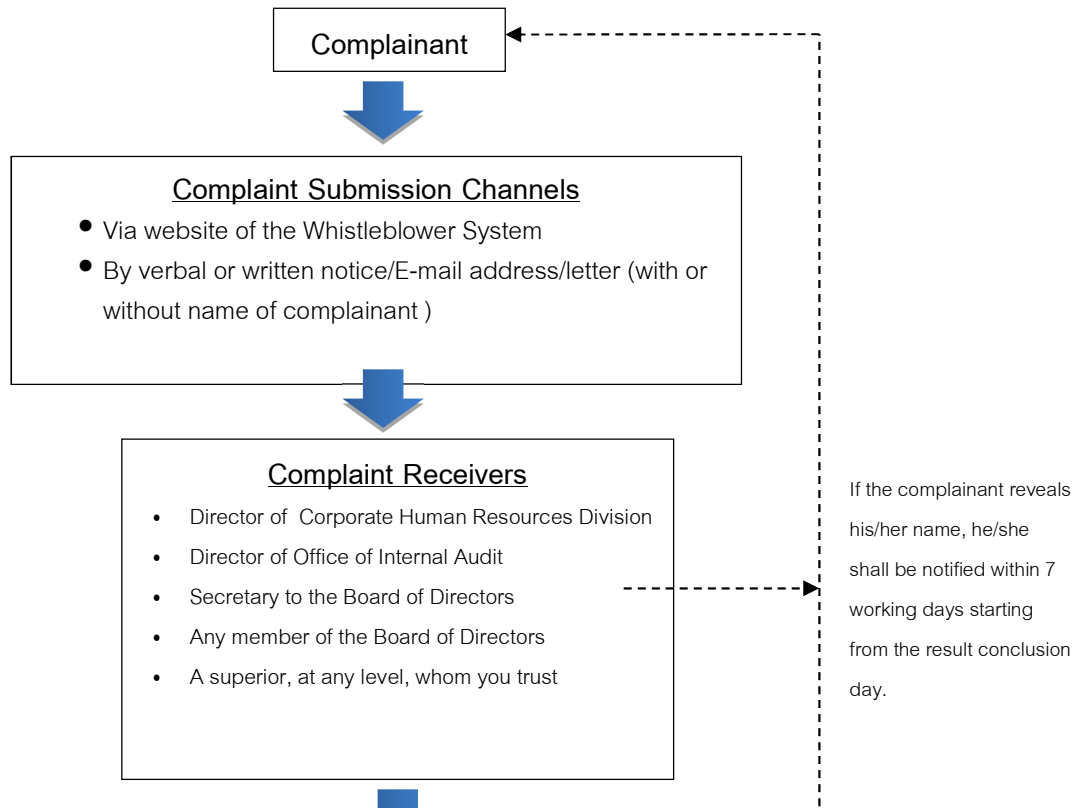 Complainant
Complaint Submission Channels
• Via website of the Whistleblower System
• By verbal or written notice/E-mail address/letter (with or
without name of complainant )
Complaint Receivers
• Director of Corporate Human Resources Division
• Director of Office of Internal Audit
• Secretary to the Board of Directors
• Any member of the Board of Directors
• A superior, at any level, whom you trust
If the complainant reveals
his/her name, he/she
shall be notified within 7
working days starting
from the result conclusion
day.